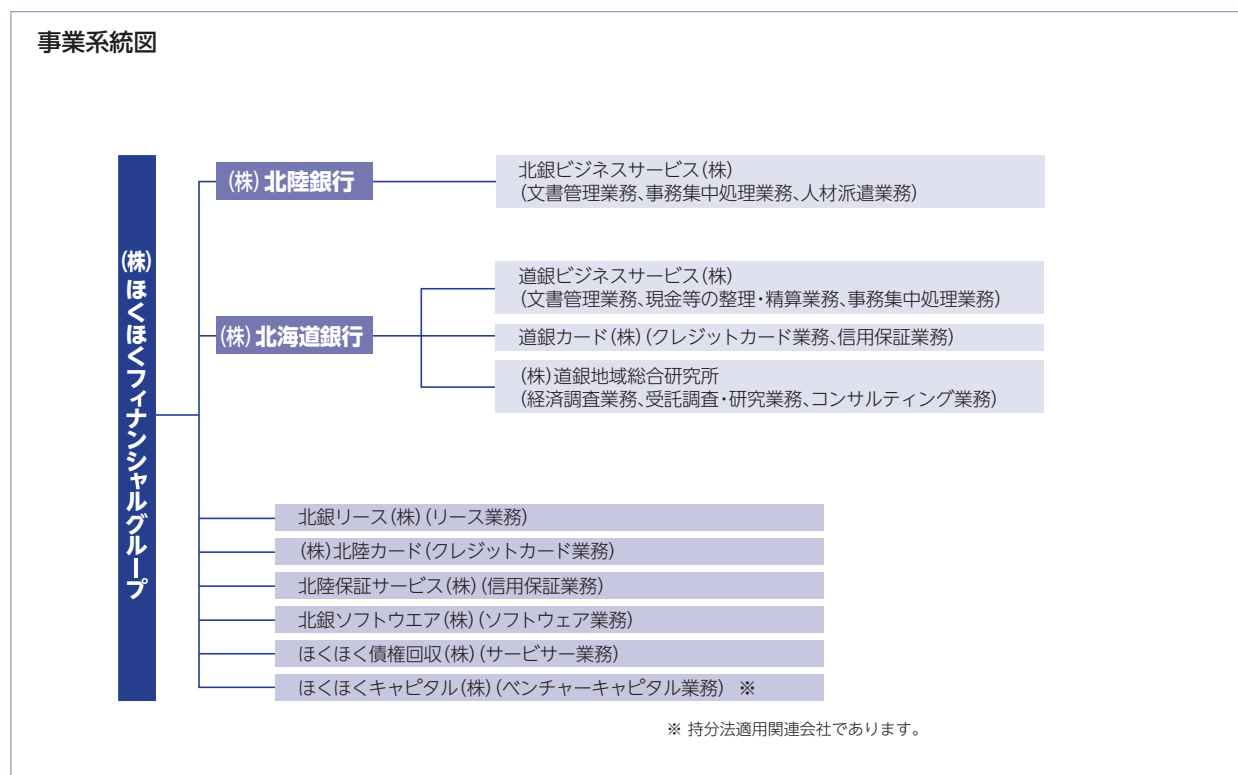 事業系統図
(株)ほくほくフィナンシャルグループ
(株)北陸銀行
北銀ビジネスサービス(株)
(文書管理業務、事務集中処理業務、人材派遣業務)
(株)北海道銀行
道銀ビジネスサービス(株)
(文書管理業務、現金等の整理・精算業務、事務集中処理業務)
道銀カード(株)(クレジットカード業務、信用保証業務)
(株)道銀地域総合研究所
(経済調査業務、受託調査・研究業務、コンサルティング業務)
北銀リース(株)(リース業務)
(株)北陸カード(クレジットカード業務)
北陸保証サービス(株)(信用保証業務)
北銀ソフトウエア(株)(ソフトウェア業務)
ほくほく債権回収(株)(サービサー業務)
ほくほくキャピタル(株)(ベンチャーキャピタル業務) ※
※ 持分法適用関連会社であります。